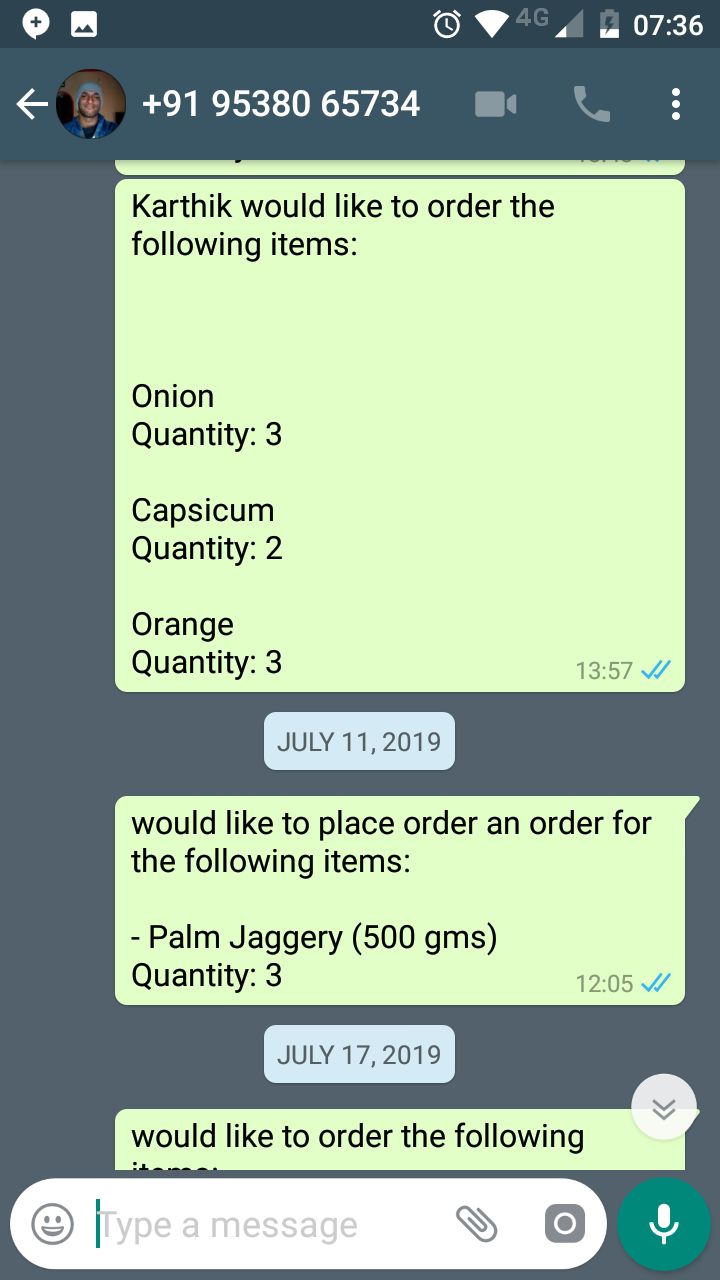 4G 07:36
+91 95380 65734
Karthik would like to order the
following items:
Onion
Quantity: 3
Capsicum
Quantity: 2
Orange
Quantity: 3
13:57
JULY 11, 2019
would like to place order an order for
the following items:
- Palm Jaggery (500 gms)
Quantity: 3
12:05
JULY 17, 2019
would like to order the following
items:
Type a message